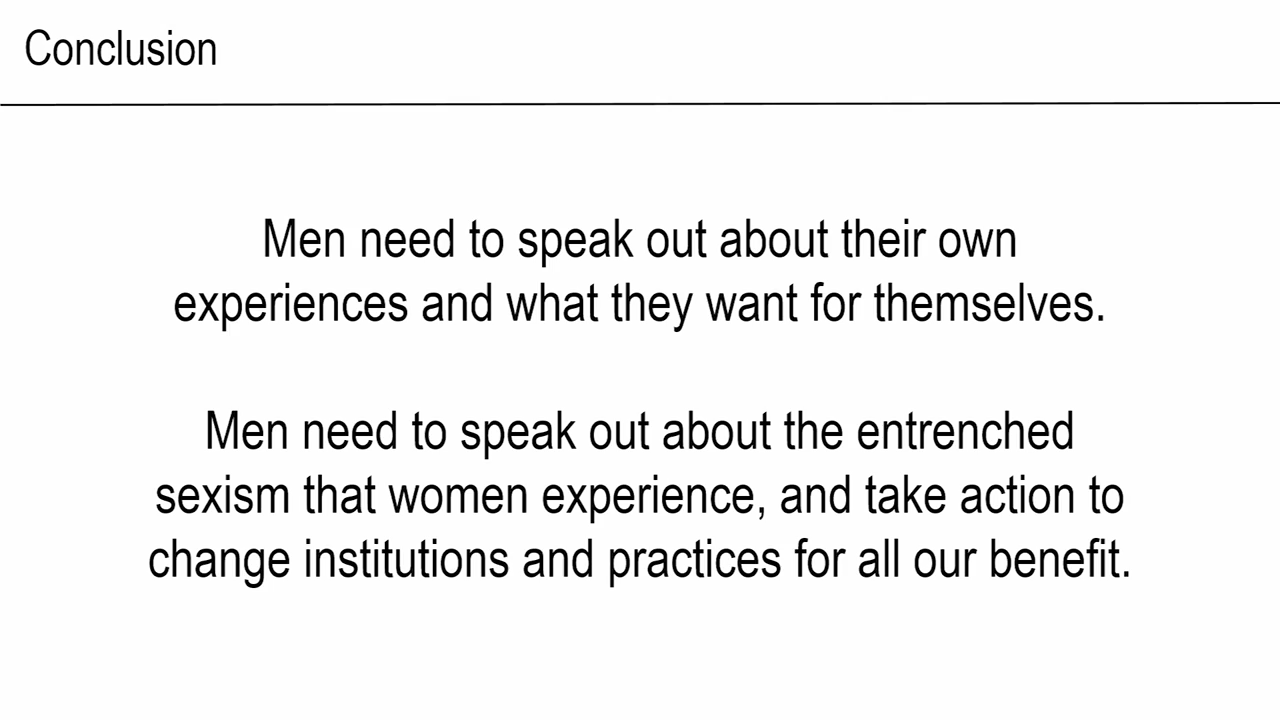 Conclusion
Men need to speak out about their own
experiences and what they want for themselves.
Men need to speak out about the entrenched
sexism that women experience, and take action to
change institutions and practices for all our benefit.